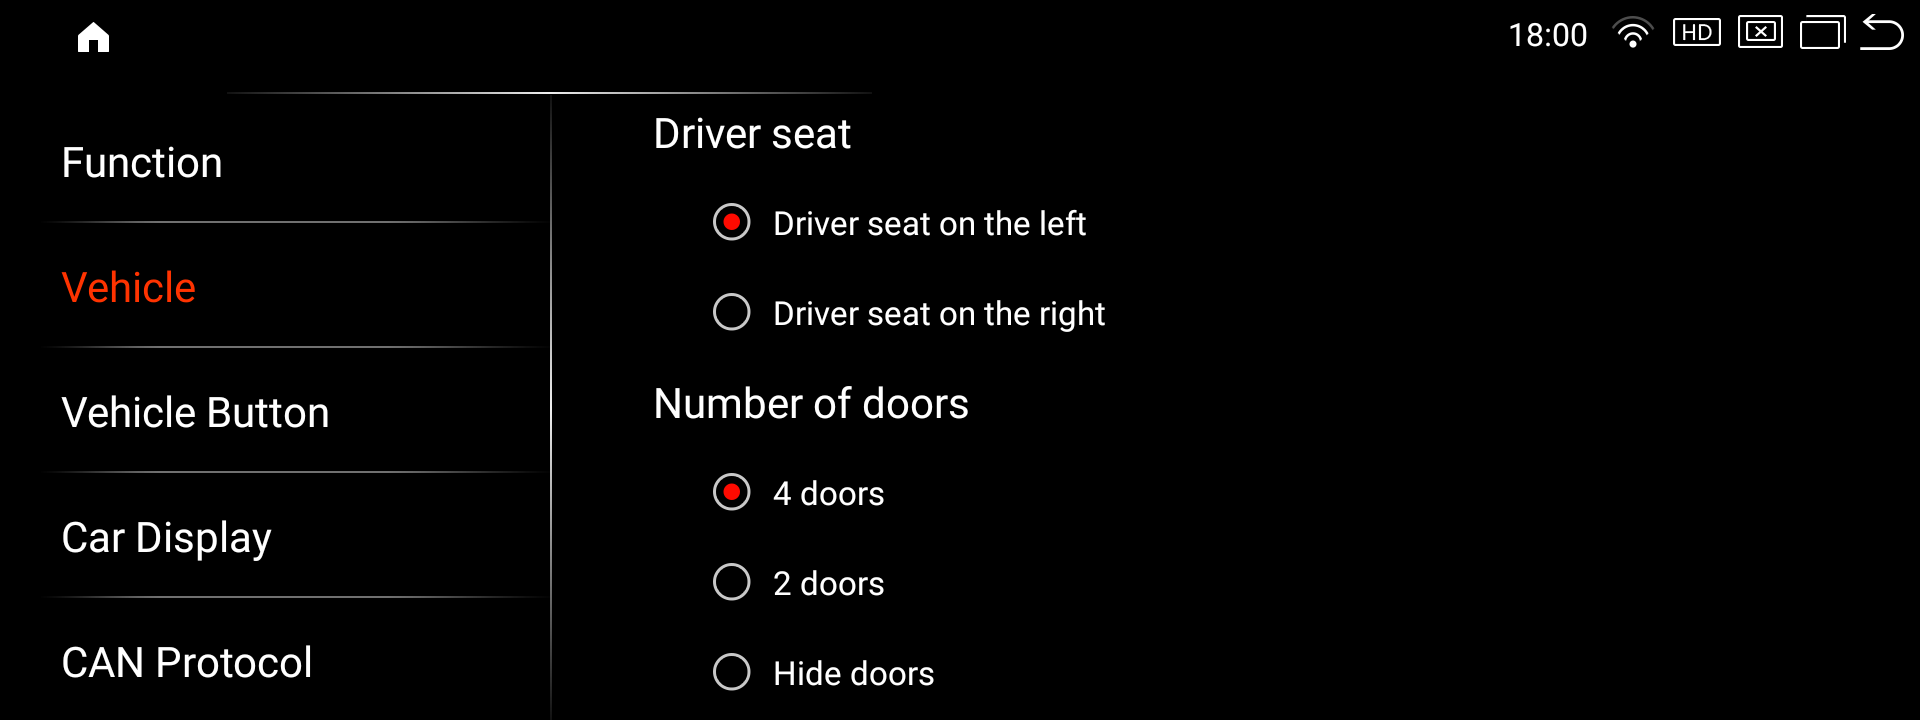 18:00
HD
Function
Vehicle
Vehicle Button
Car Display
CAN Protocol
Driver seat
Driver seat on the left
Driver seat on the right
Number of doors
4 doors
2 doors
Hide doors